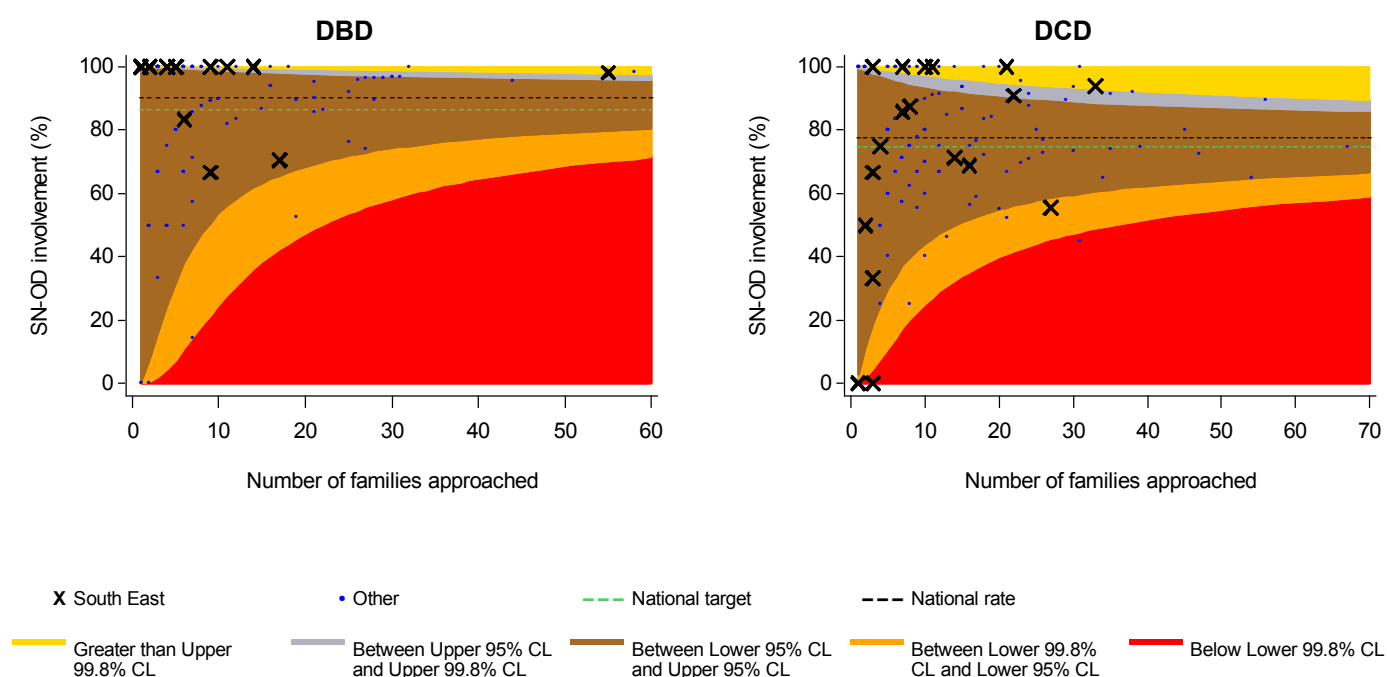 DBD
DCD
SN-OD involvement (%)
100
80
60
40
20
0
0 10 20 30 40 50 60
Number of families approached
SN-OD involvement (%)
100
80
60
40
20
0
0 10 20 30 40 50 60 70
Number of families approached
X South East
Other
National target
National rate
Greater than Upper
99.8% CL
Between Upper 95% CL
and Upper 99.8% CL
Between Lower 95% CL
and Upper 95% CL
Between Lower 99.8%
CL and Lower 95% CL
Below Lower 99.8% CL